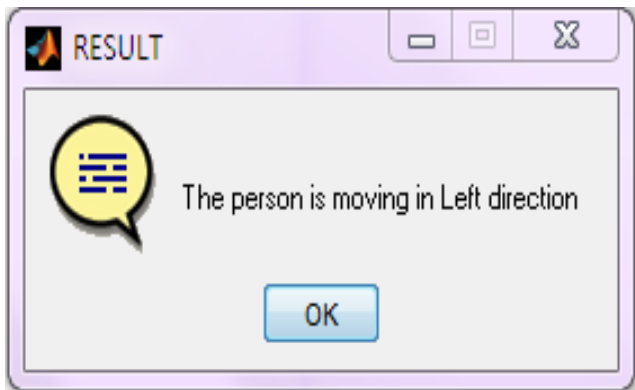 RESULT
The person is moving in Left direction
OK